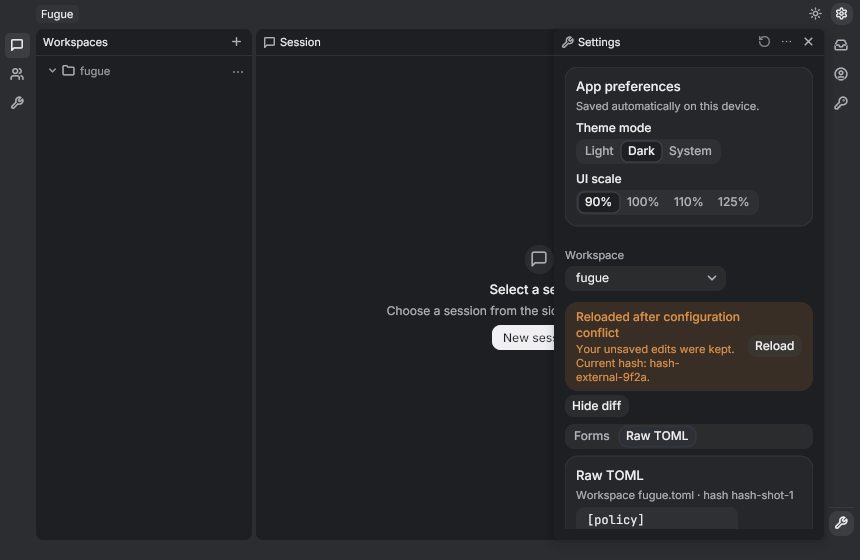 Fugue
Workspaces
fugue
Session
Select a se
Choose a session from the sid
New sess
Settings
App preferences
Saved automatically on this device.
Theme mode
Light Dark System
UI scale
90% 100% 110% 125%
Workspace
fugue
Reloaded after configuration
conflict
Your unsaved edits were kept.
Current hash: hash-
external-9f2a.
Reload
Hide diff
Forms Raw TOML
Raw TOML
Workspace fugue.toml · hash hash-shot-1
[policy]